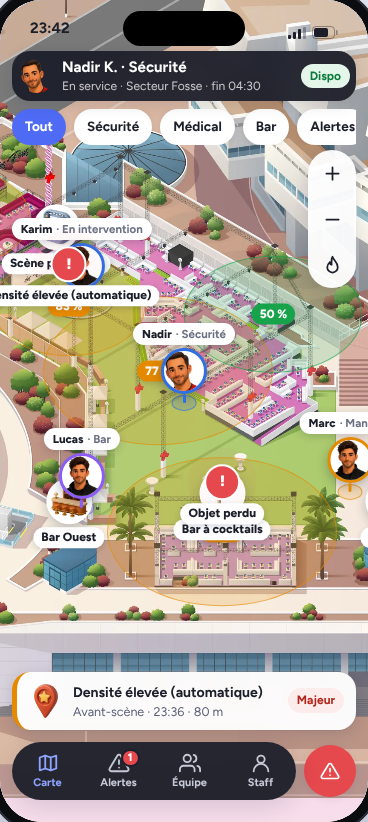 23:42
Nadir K. · Sécurité
En service · Secteur Fosse · fin 04:30
Dispo
Tout
Sécurité
Médical
Bar
Alertes
Karim · En intervention
Scène
ensité élevée (automatique)
50 %
Nadir · Sécurité
77
Marc · Man
Lucas · Bar
Objet perdu
Bar à cocktails
Bar Ouest
Densité élevée (automatique)
Majeur
Avant-scène · 23:36 · 80 m
1
Carte
Alertes
Équipe
Staff